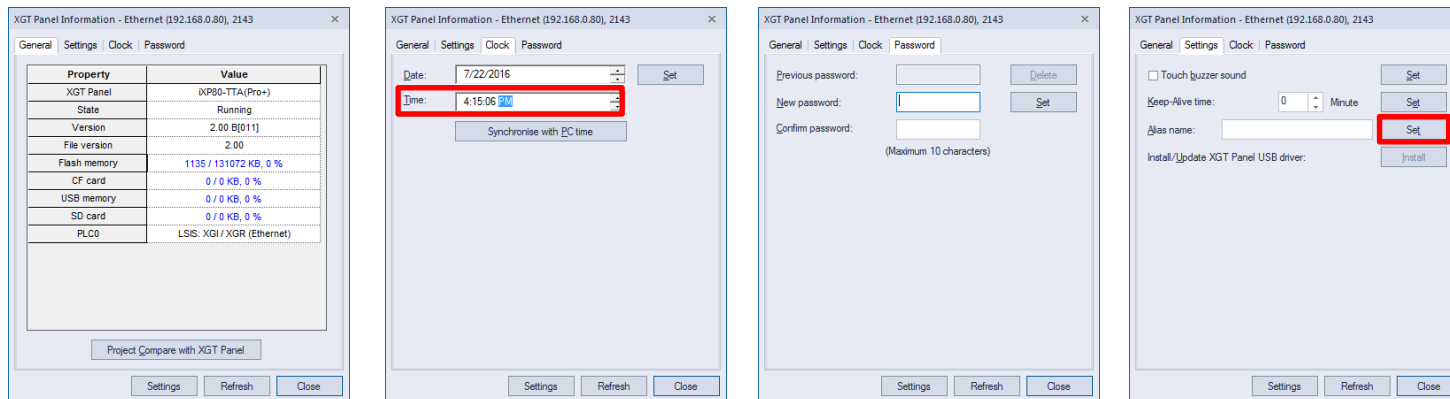 XGT Panel Information - Ethernet (192.168.0.80), 2143
General Settings Clock Password
Property Value
XGT Panel iXP80-TTA(Pro+)
State Running
Version 2.00 B[011]
File version 2.00
Flash memory 1135 / 131072 KB, 0 %
CF card 0 / 0 KB, 0 %
USB memory 0 / 0 KB, 0 %
SD card 0 / 0 KB, 0 %
PLC0 LSIS: XGI / XGR (Ethernet)
Project Compare with XGT Panel
Settings Refresh Close
XGT Panel Information - Ethernet (192.168.0.80), 2143
General Settings Clock Password
Date: 7/22/2016 Set
Time: 4:15:06 PM
Synchronise with PC time
Settings Refresh Close
XGT Panel Information - Ethernet (192.168.0.80), 2143
General Settings Clock Password
Previous password: Delete
New password: Set
Confim password:
(Maximum 10 characters)
Settings Refresh Close
XGT Panel Information - Ethernet (192.168.0.80), 2143
General Settings Clock Password
Touch buzzer sound Set
Keep-Alive time: 0 Minute Set
Alias name: Set
Install/Update XGT Panel USB driver: Install
Settings Refresh Close